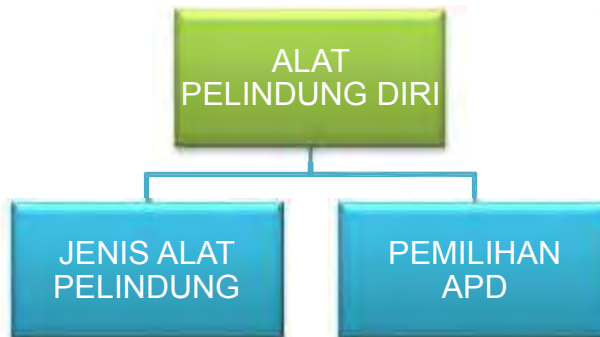 ALAT
PELINDUNG DIRI
JENIS ALAT
PELINDUNG
PEMILIHAN
APD